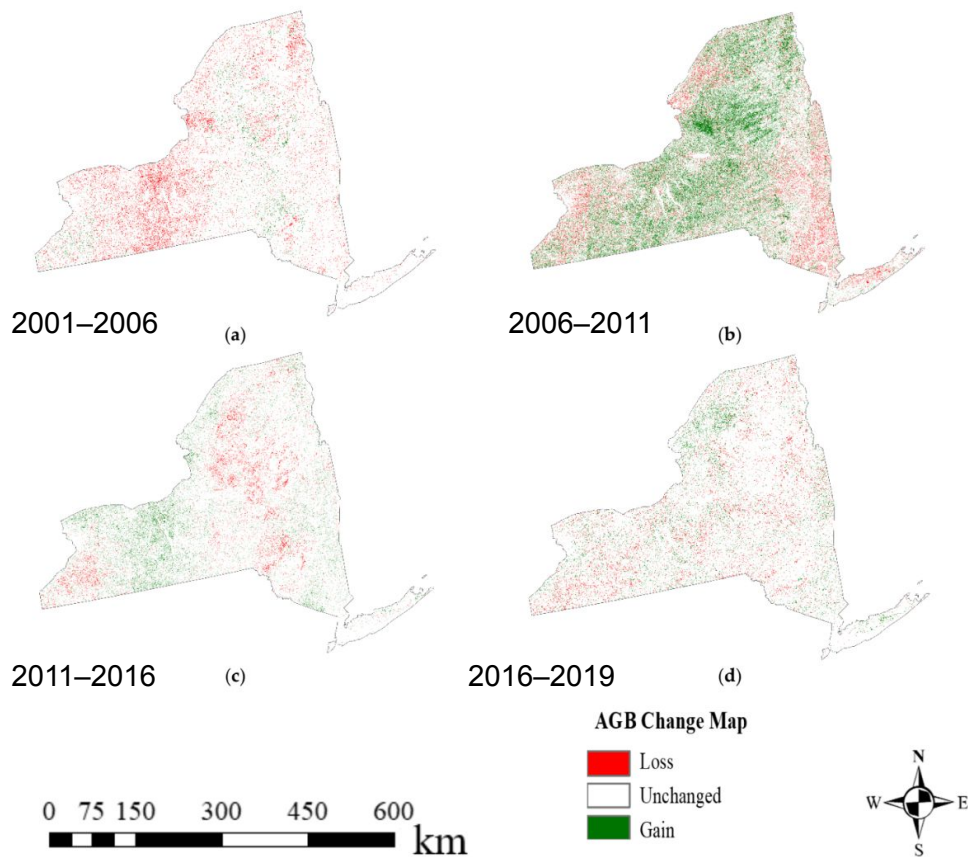 2001–2006
(a)
2006–2011
(b)
2011–2016
(c)
2016–2019
(d)
AGB Change Map
Loss
Unchanged
Gain
0 75 150 300 450 600
km
N
W E
S